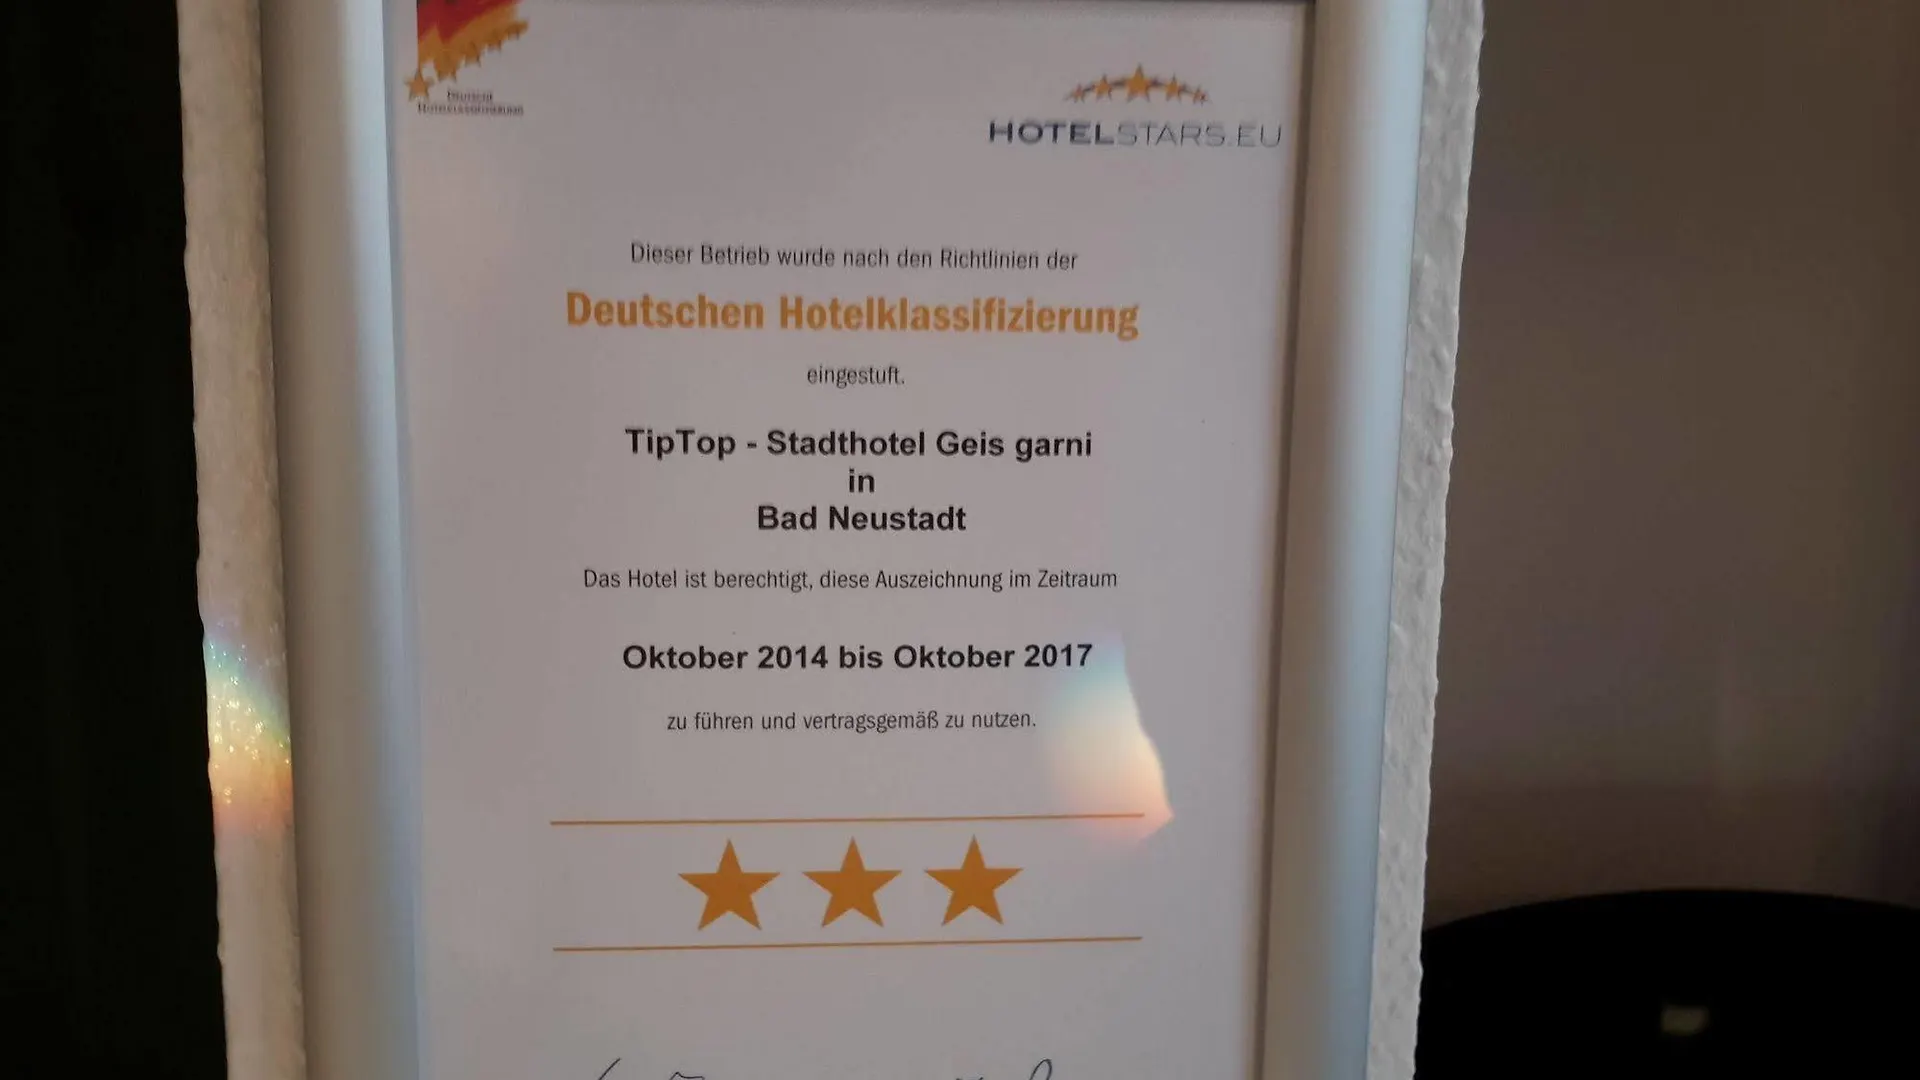 Deutsche
Hotelklassifizierung
HOTELSTARS.EU
Dieser Betrieb wurde nach den Richtlinien der
Deutschen Hotelklassifizierung
eingestuft.
TipTop - Stadthotel Geis garni
in
Bad Neustadt
Das Hotel ist berechtigt, diese Auszeichnung im Zeitraum
Oktober 2014 bis Oktober 2017
zu führen und vertragsgemäß zu nutzen.